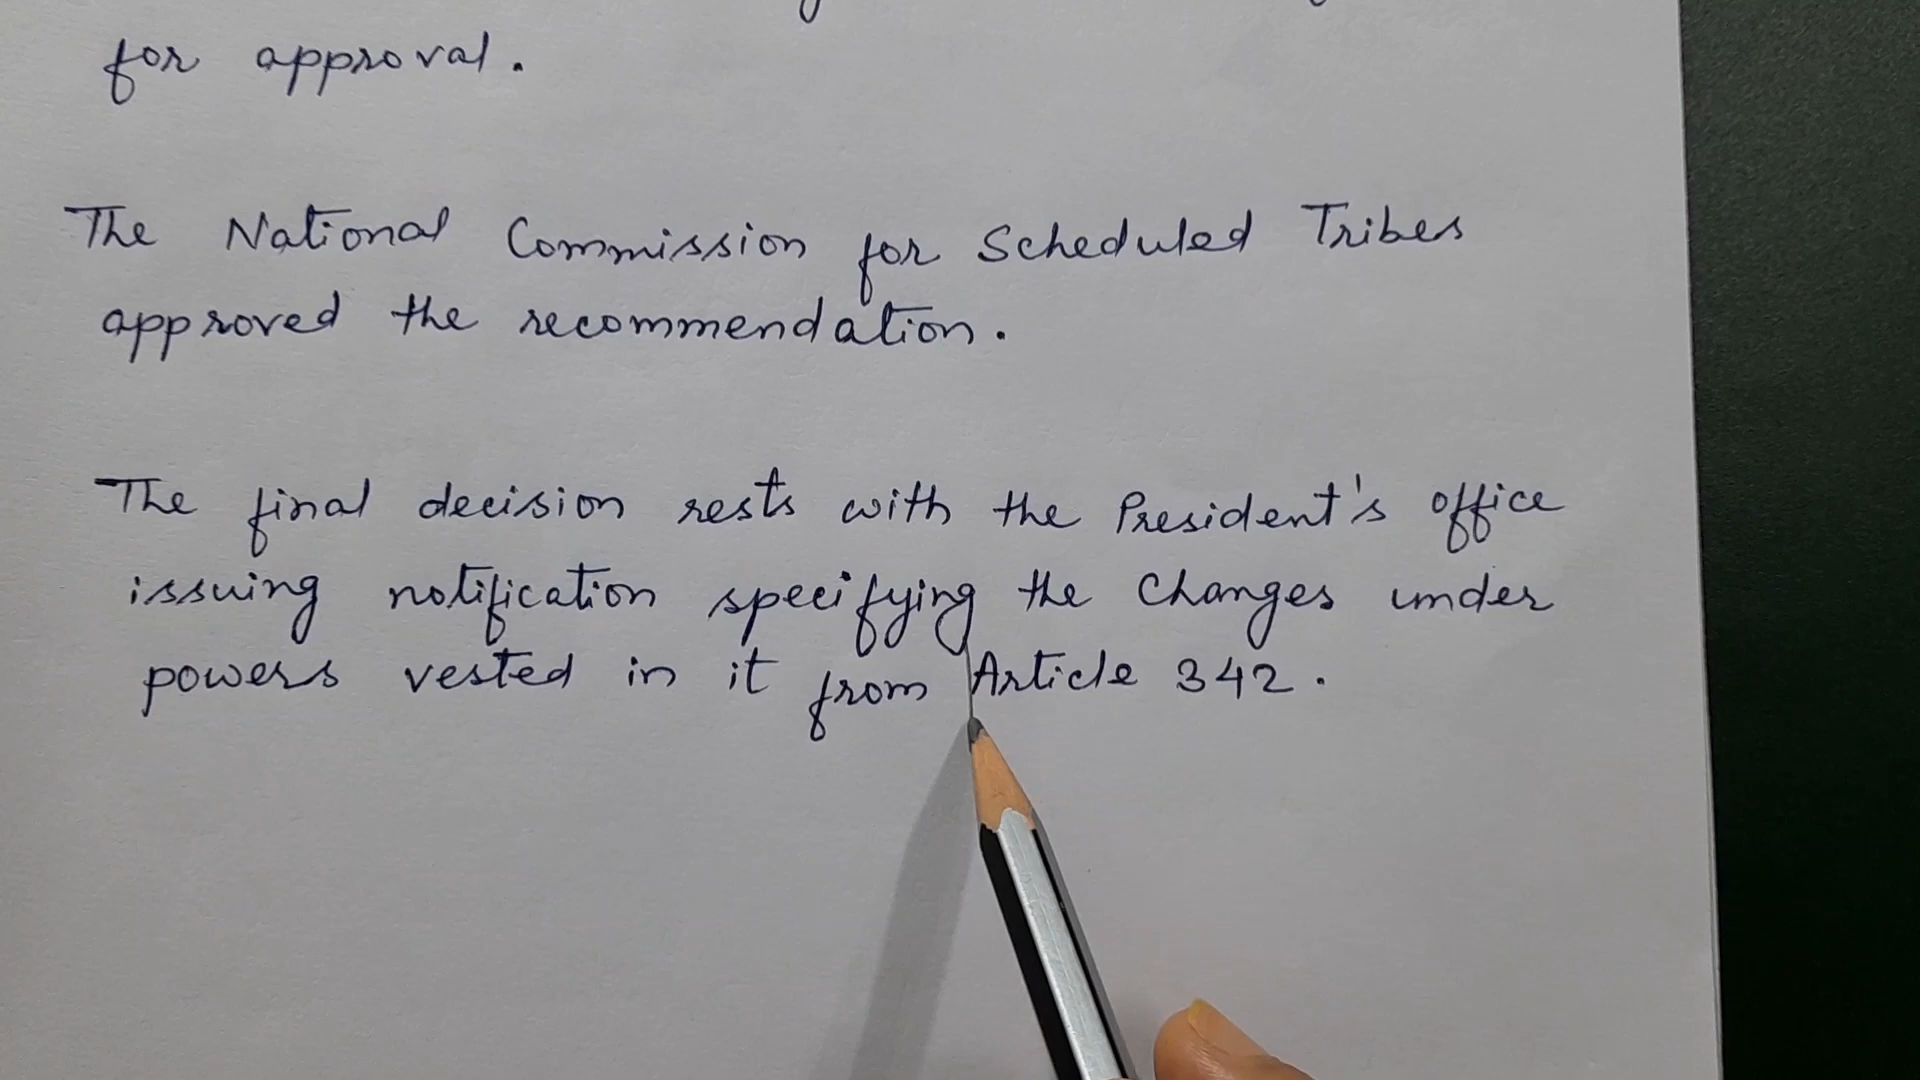 for approval.
The National Commission for Scheduled Tribes
approved the recommendation.
The final decision rests with the President's office
issuing notification specifying the changes under
powers vested in it from Article 342.